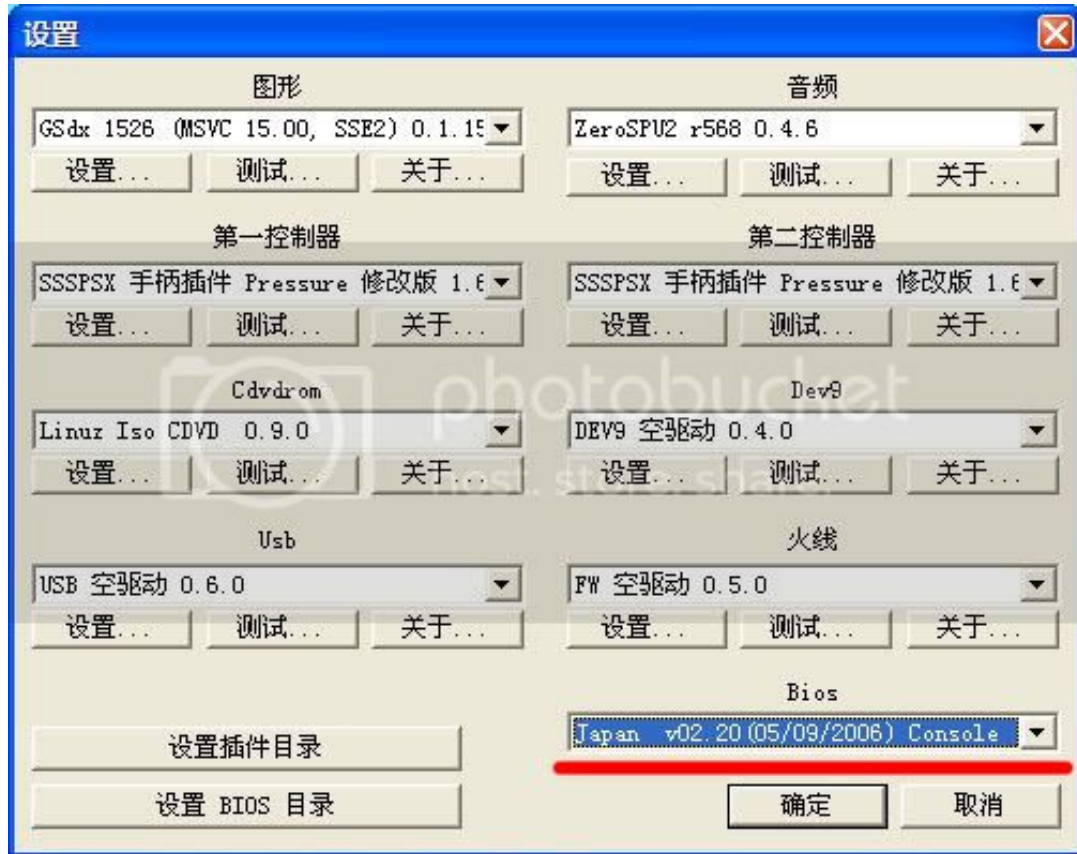 设置
图形 音频
GSdx 1526 (MSVC 15.00, SSE2) 0.1.15 ZeroSPU2 r568 0.4.6
设置... 测试... 关于... 设置... 测试... 关于...
第一控制器 第二控制器
SSSPSX 手柄插件 Pressure 修改版 1.6 SSSPSX 手柄插件 Pressure 修改版 1.6
设置... 测试... 关于... 设置... 测试... 关于...
Cdvdrom Dev9
photobucket
Linuz Iso CDVD 0.9.0 DEV9 空驱动 0.4.0
设置... 测试... 关于... 设置... 测试... 关于...
host. store. share.
Usb 火线
USB 空驱动 0.6.0 FW 空驱动 0.5.0
设置... 测试... 关于... 设置... 测试... 关于...
Bios
Japan v02.20(05/09/2006) Console
设置插件目录
设置 BIOS 目录 确定 取消